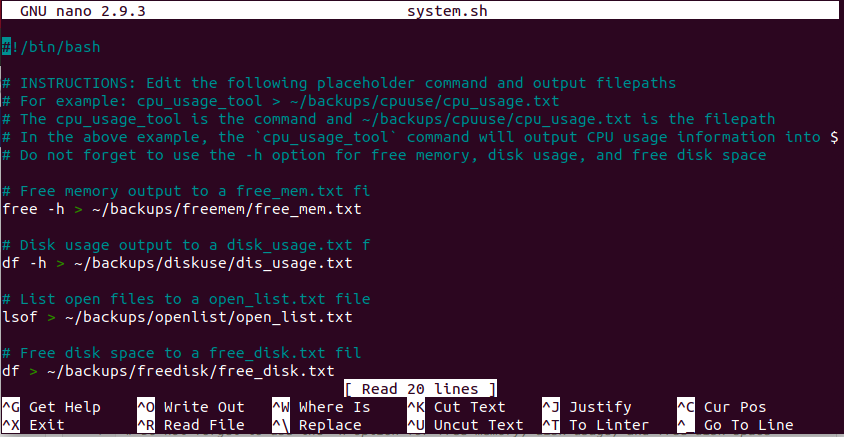 GNU nano 2.9.3 system.sh
#!/bin/bash
# INSTRUCTIONS: Edit the following placeholder command and output filepaths
# For example: cpu_usage_tool > ~/backups/cpuuse/cpu_usage.txt
# The cpu_usage_tool is the command and ~/backups/cpuuse/cpu_usage.txt is the filepath
# In the above example, the `cpu_usage_tool` command will output CPU usage information into $
# Do not forget to use the -h option for free memory, disk usage, and free disk space
# Free memory output to a free_mem.txt fi
free -h > ~/backups/freemem/free_mem.txt
# Disk usage output to a disk_usage.txt f
df -h > ~/backups/diskuse/dis_usage.txt
# List open files to a open_list.txt file
lsof > ~/backups/openlist/open_list.txt
# Free disk space to a free_disk.txt fil
df > ~/backups/freedisk/free_disk.txt
[ Read 20 lines ]
^G Get Help ^O Write Out ^W Where Is ^K Cut Text ^J Justify ^C Cur Pos
^X Exit ^R Read File ^\ Replace ^U Uncut Text ^T To Linter ^_ Go To Line